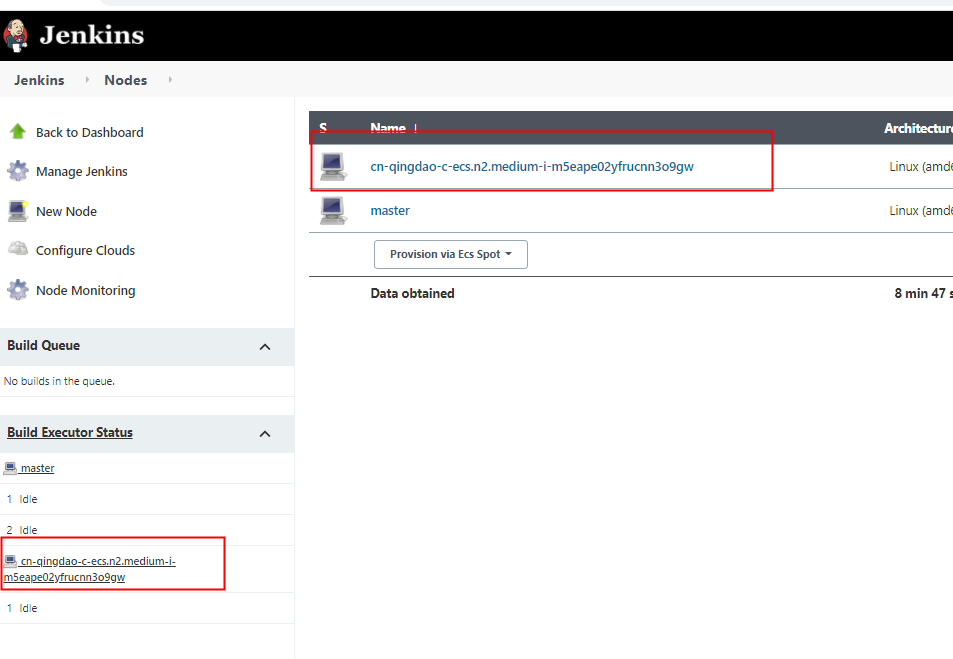 Jenkins
Jenkins Nodes
Back to Dashboard
Manage Jenkins
New Node
Configure Clouds
Node Monitoring
Build Queue
No builds in the queue.
Build Executor Status
master
1 Idle
2 Idle
cn-qingdao-c-ecs.n2.medium-i-
m5eape02yfrucnn3o9gw
1 Idle
S Name ↓ Architecture
cn-qingdao-c-ecs.n2.medium-i-m5eape02yfrucnn3o9gw Linux (amd6
master Linux (amd6
Provision via Ecs Spot
Data obtained 8 min 47 s